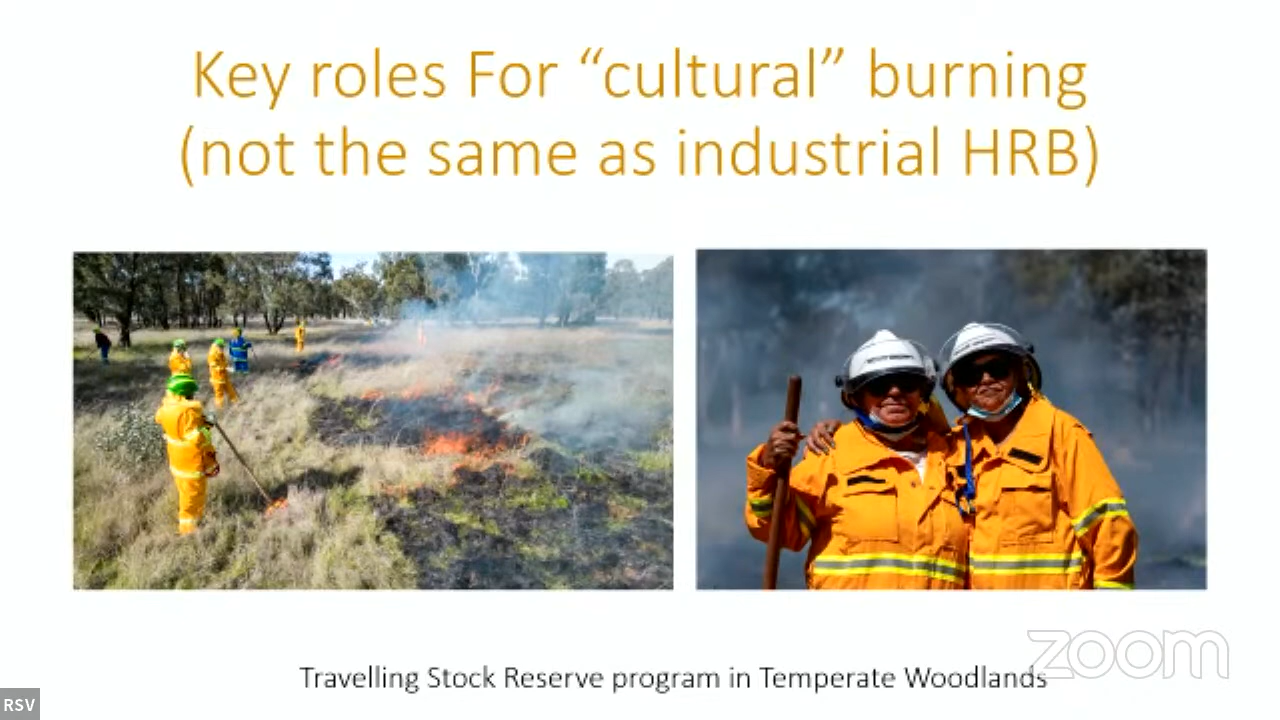 Key roles For “cultural” burning
(not the same as industrial HRB)
Travelling Stock Reserve program in Temperate Woodlands
zoom
RSV